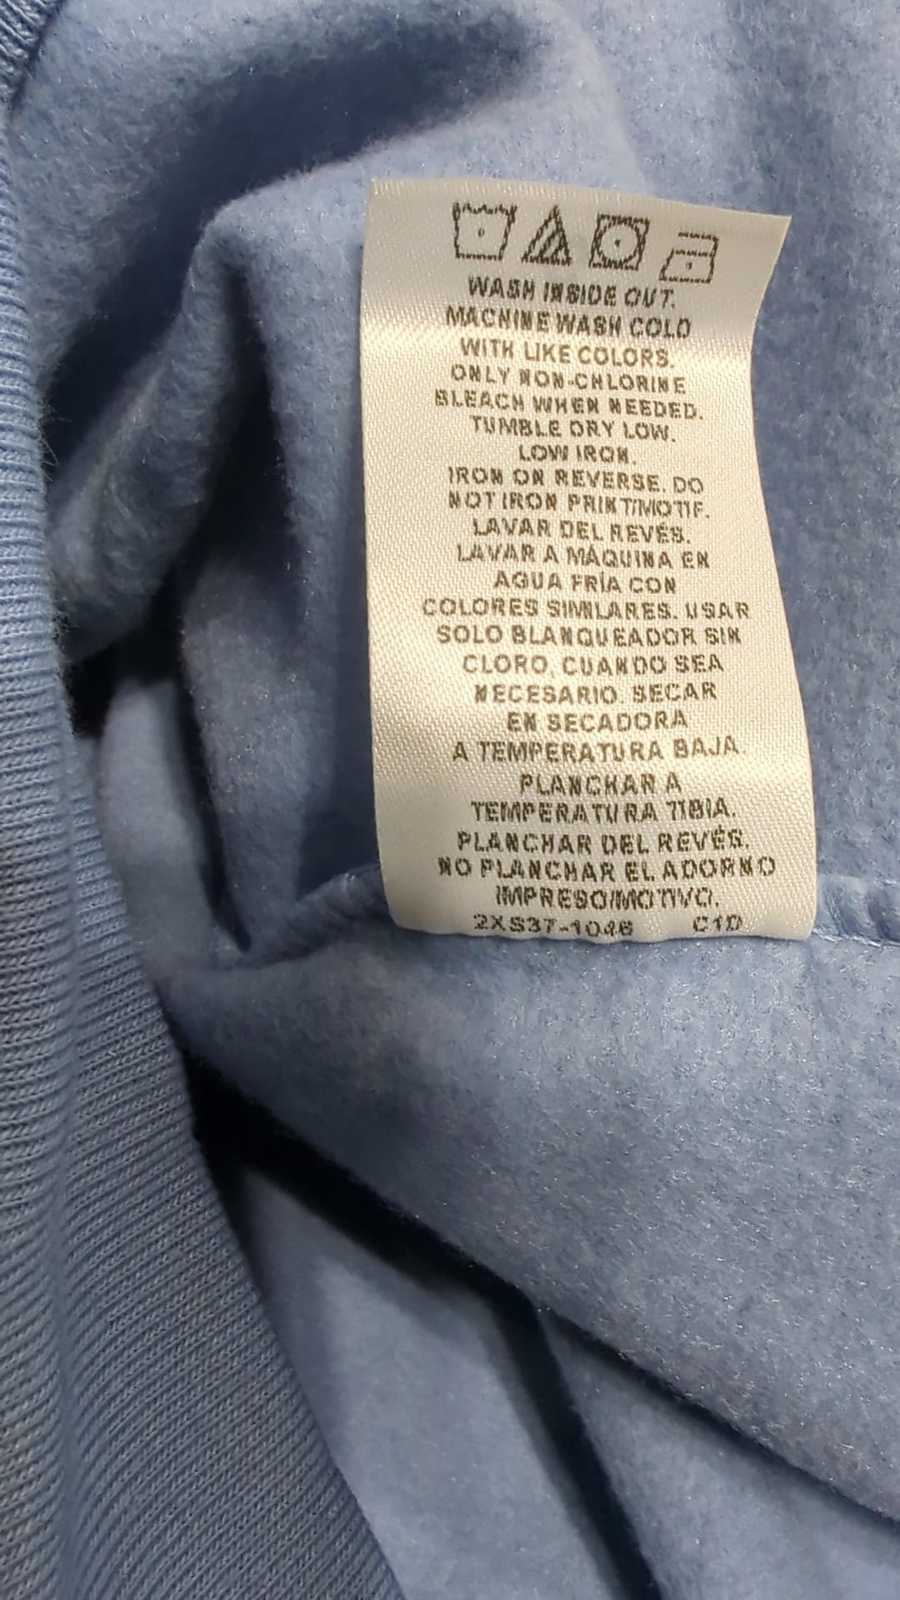 WASH INSIDE OUT.
MACHINE WASH COLD
WITH LIKE COLORS.
ONLY NON-CHLORINE
BLEACH WHEN NEEDED.
TUMBLE DRY LOW.
LOW IRON.
IRON ON REVERSE. DO
NOT IRON PRINT/MOTIF.
LAVAR DEL REVÉS.
LAVAR A MÁQUINA EN
AGUA FRÍA CON
COLORES SIMILARES. USAR
SOLO BLANQUEADOR SIN
CLORO, CUANDO SEA
NECESARIO. SECAR
EN SECADORA
A TEMPERATURA BAJA.
PLANCHAR A
TEMPERATURA TIBIA.
PLANCHAR DEL REVÉS.
NO PLANCHAR EL ADORNO
IMPRESO/MOTIVO.
2XS37-1046 C1D